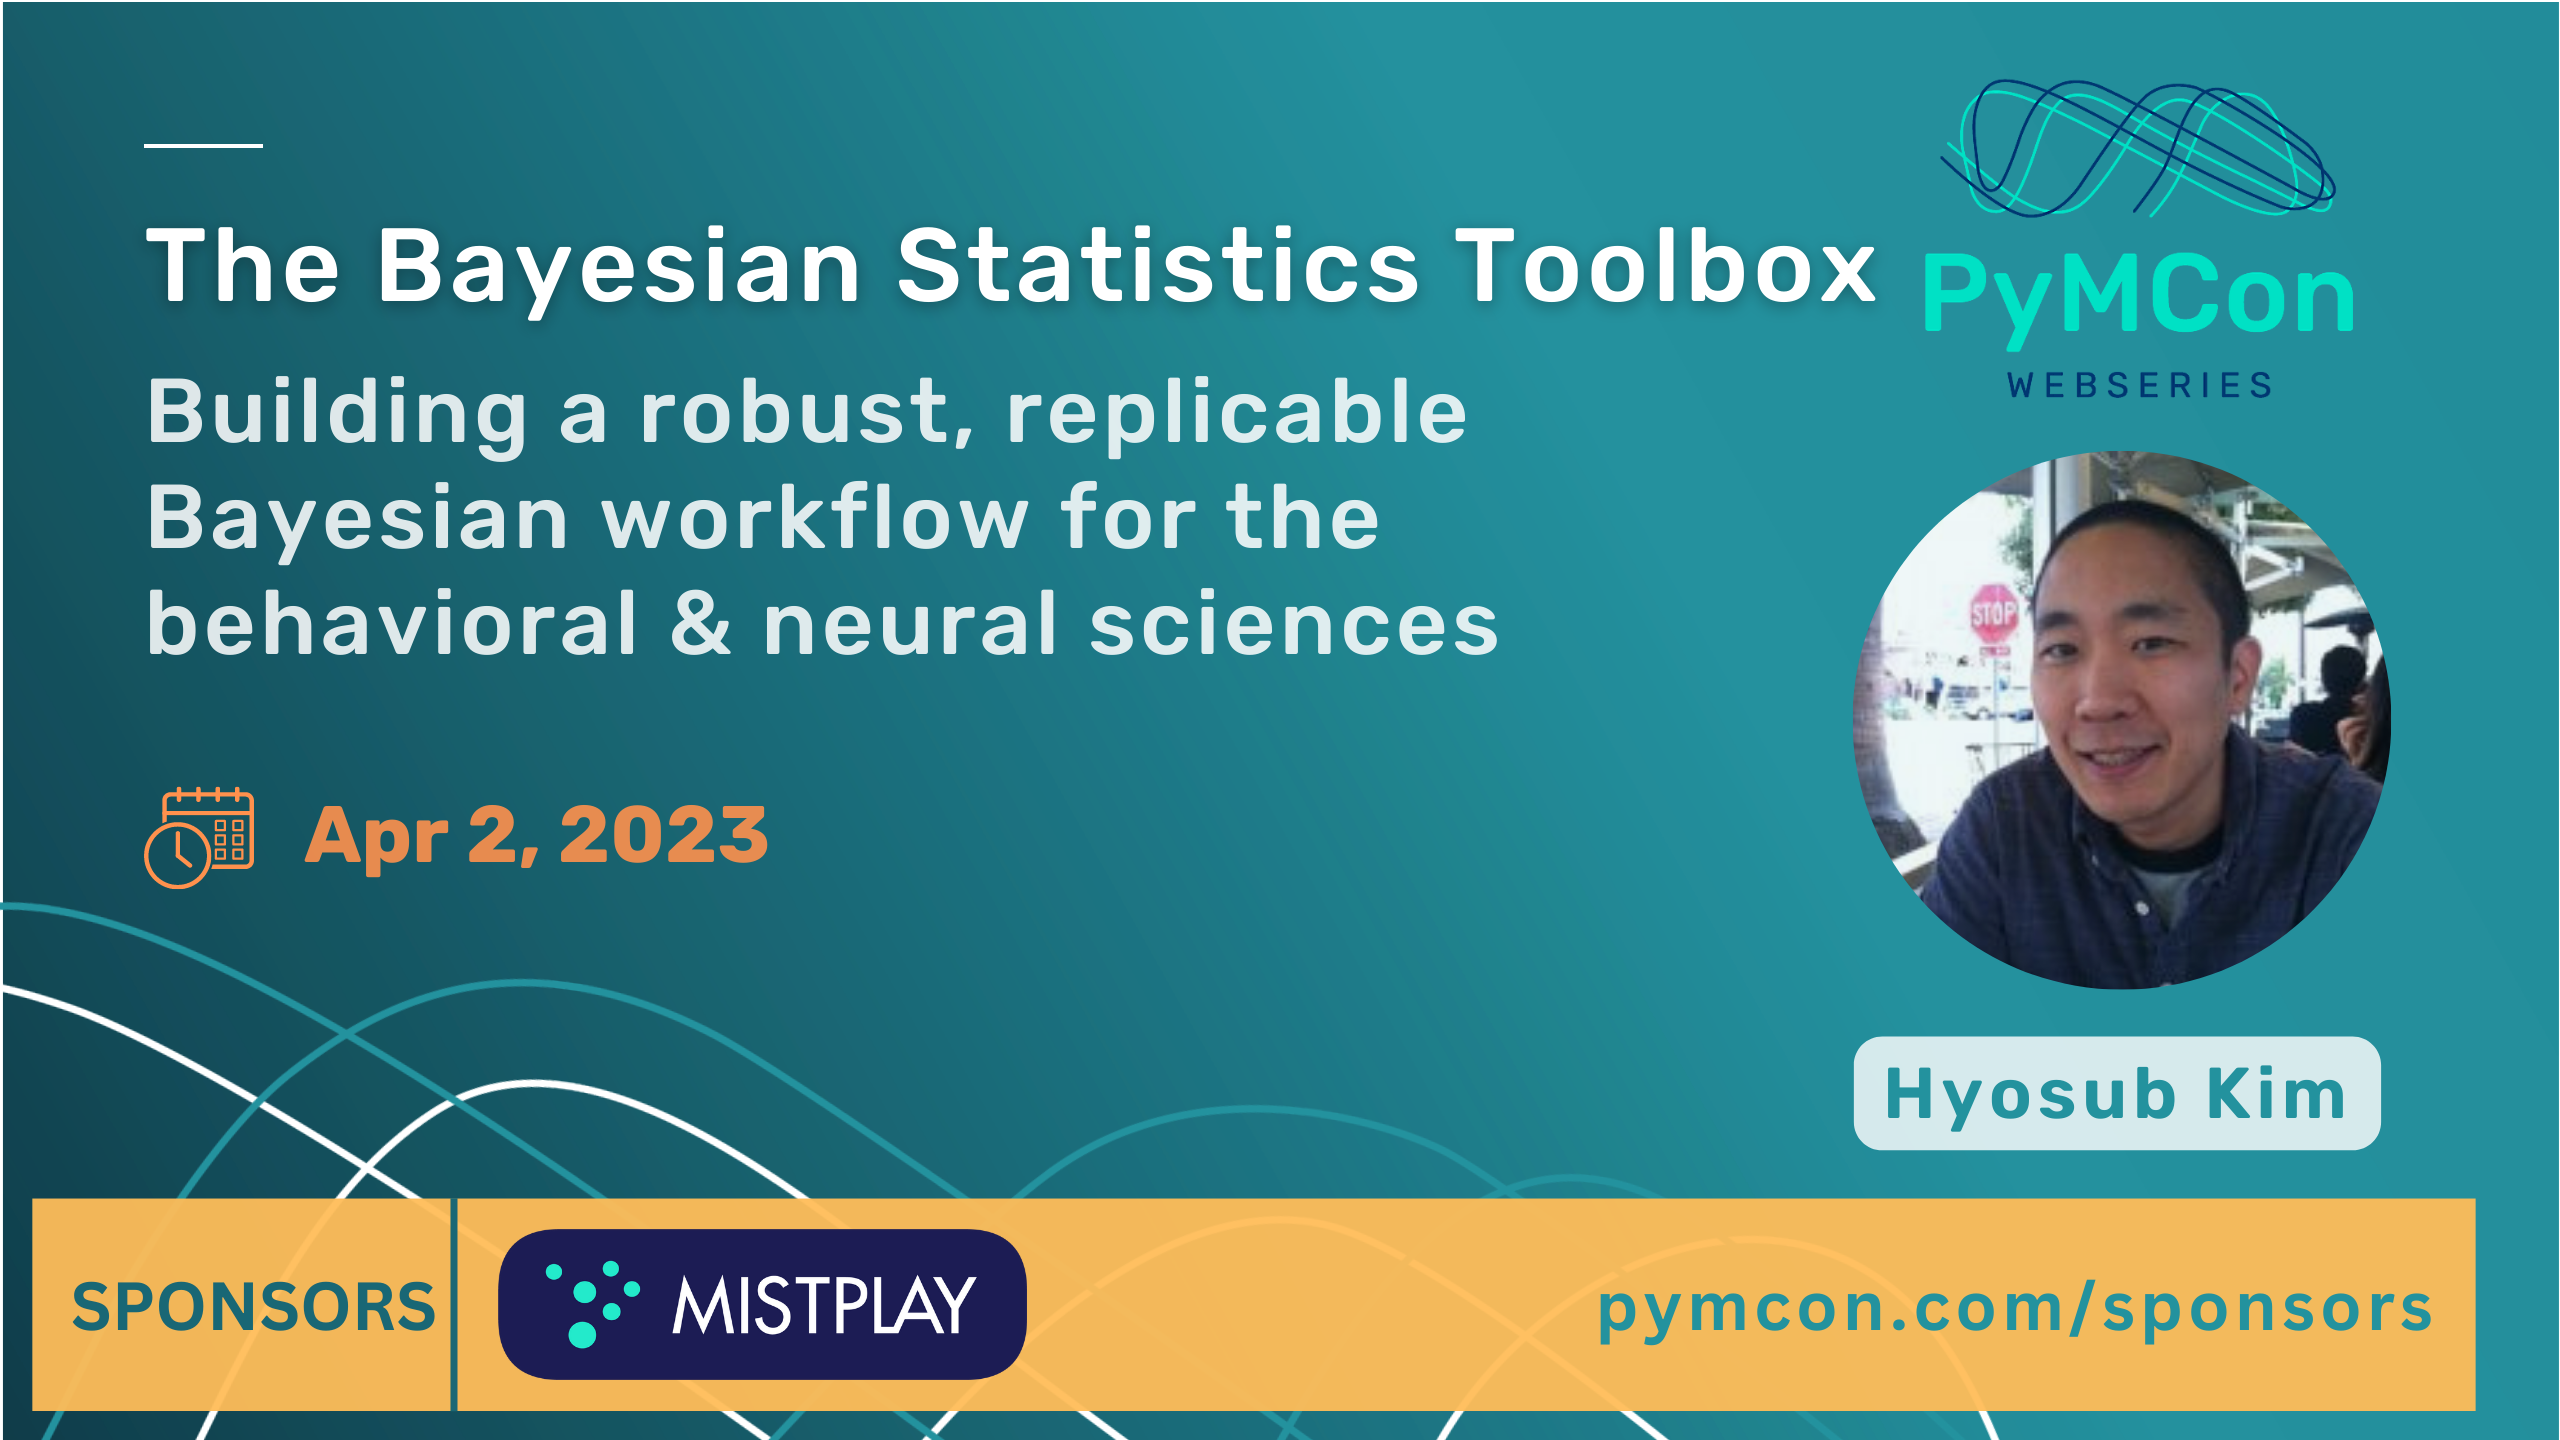 The Bayesian Statistics Toolbox
Building a robust, replicable
Bayesian workflow for the
behavioral & neural sciences
Apr 2, 2023
PyMCon
WEBSERIES
STOP
Hyosub Kim
SPONSORS
MISTPLAY
pymcon.com/sponsors